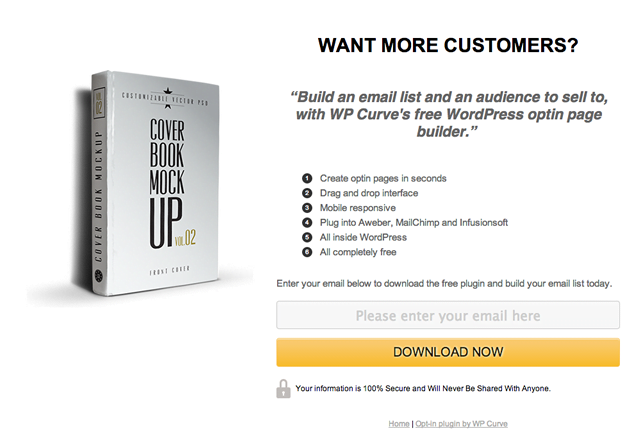 WANT MORE CUSTOMERS?
“Build an email list and an audience to sell to,
with WP Curve's free WordPress optin page
builder.”
1 Create optin pages in seconds
2 Drag and drop interface
3 Mobile responsive
4 Plug into Aweber, MailChimp and Infusionsoft
5 All inside WordPress
6 All completely free
Enter your email below to download the free plugin and build your email list today.
Please enter your email here
DOWNLOAD NOW
Your information is 100% Secure and Will Never Be Shared With Anyone.
Home | Opt-in plugin by WP Curve
CUSTOMIZABLE VECTOR PSD
COVER
BOOK
MOCK
UP VOL.02
FRONT COVER
COVER BOOK MOCKUP